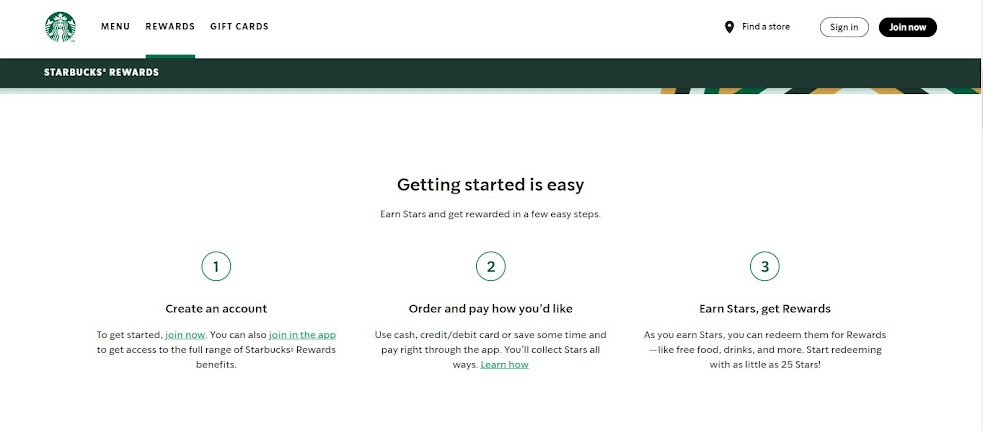 MENU REWARDS GIFT CARDS Find a store Sign in Join now
STARBUCKS® REWARDS
Getting started is easy
Earn Stars and get rewarded in a few easy steps.
1
Create an account
To get started, join now. You can also join in the app
to get access to the full range of Starbucks® Rewards
benefits.
2
Order and pay how you'd like
Use cash, credit/debit card or save some time and
pay right through the app. You'll collect Stars all
ways. Learn how
3
Earn Stars, get Rewards
As you earn Stars, you can redeem them for Rewards
—like free food, drinks, and more. Start redeeming
with as little as 25 Stars!